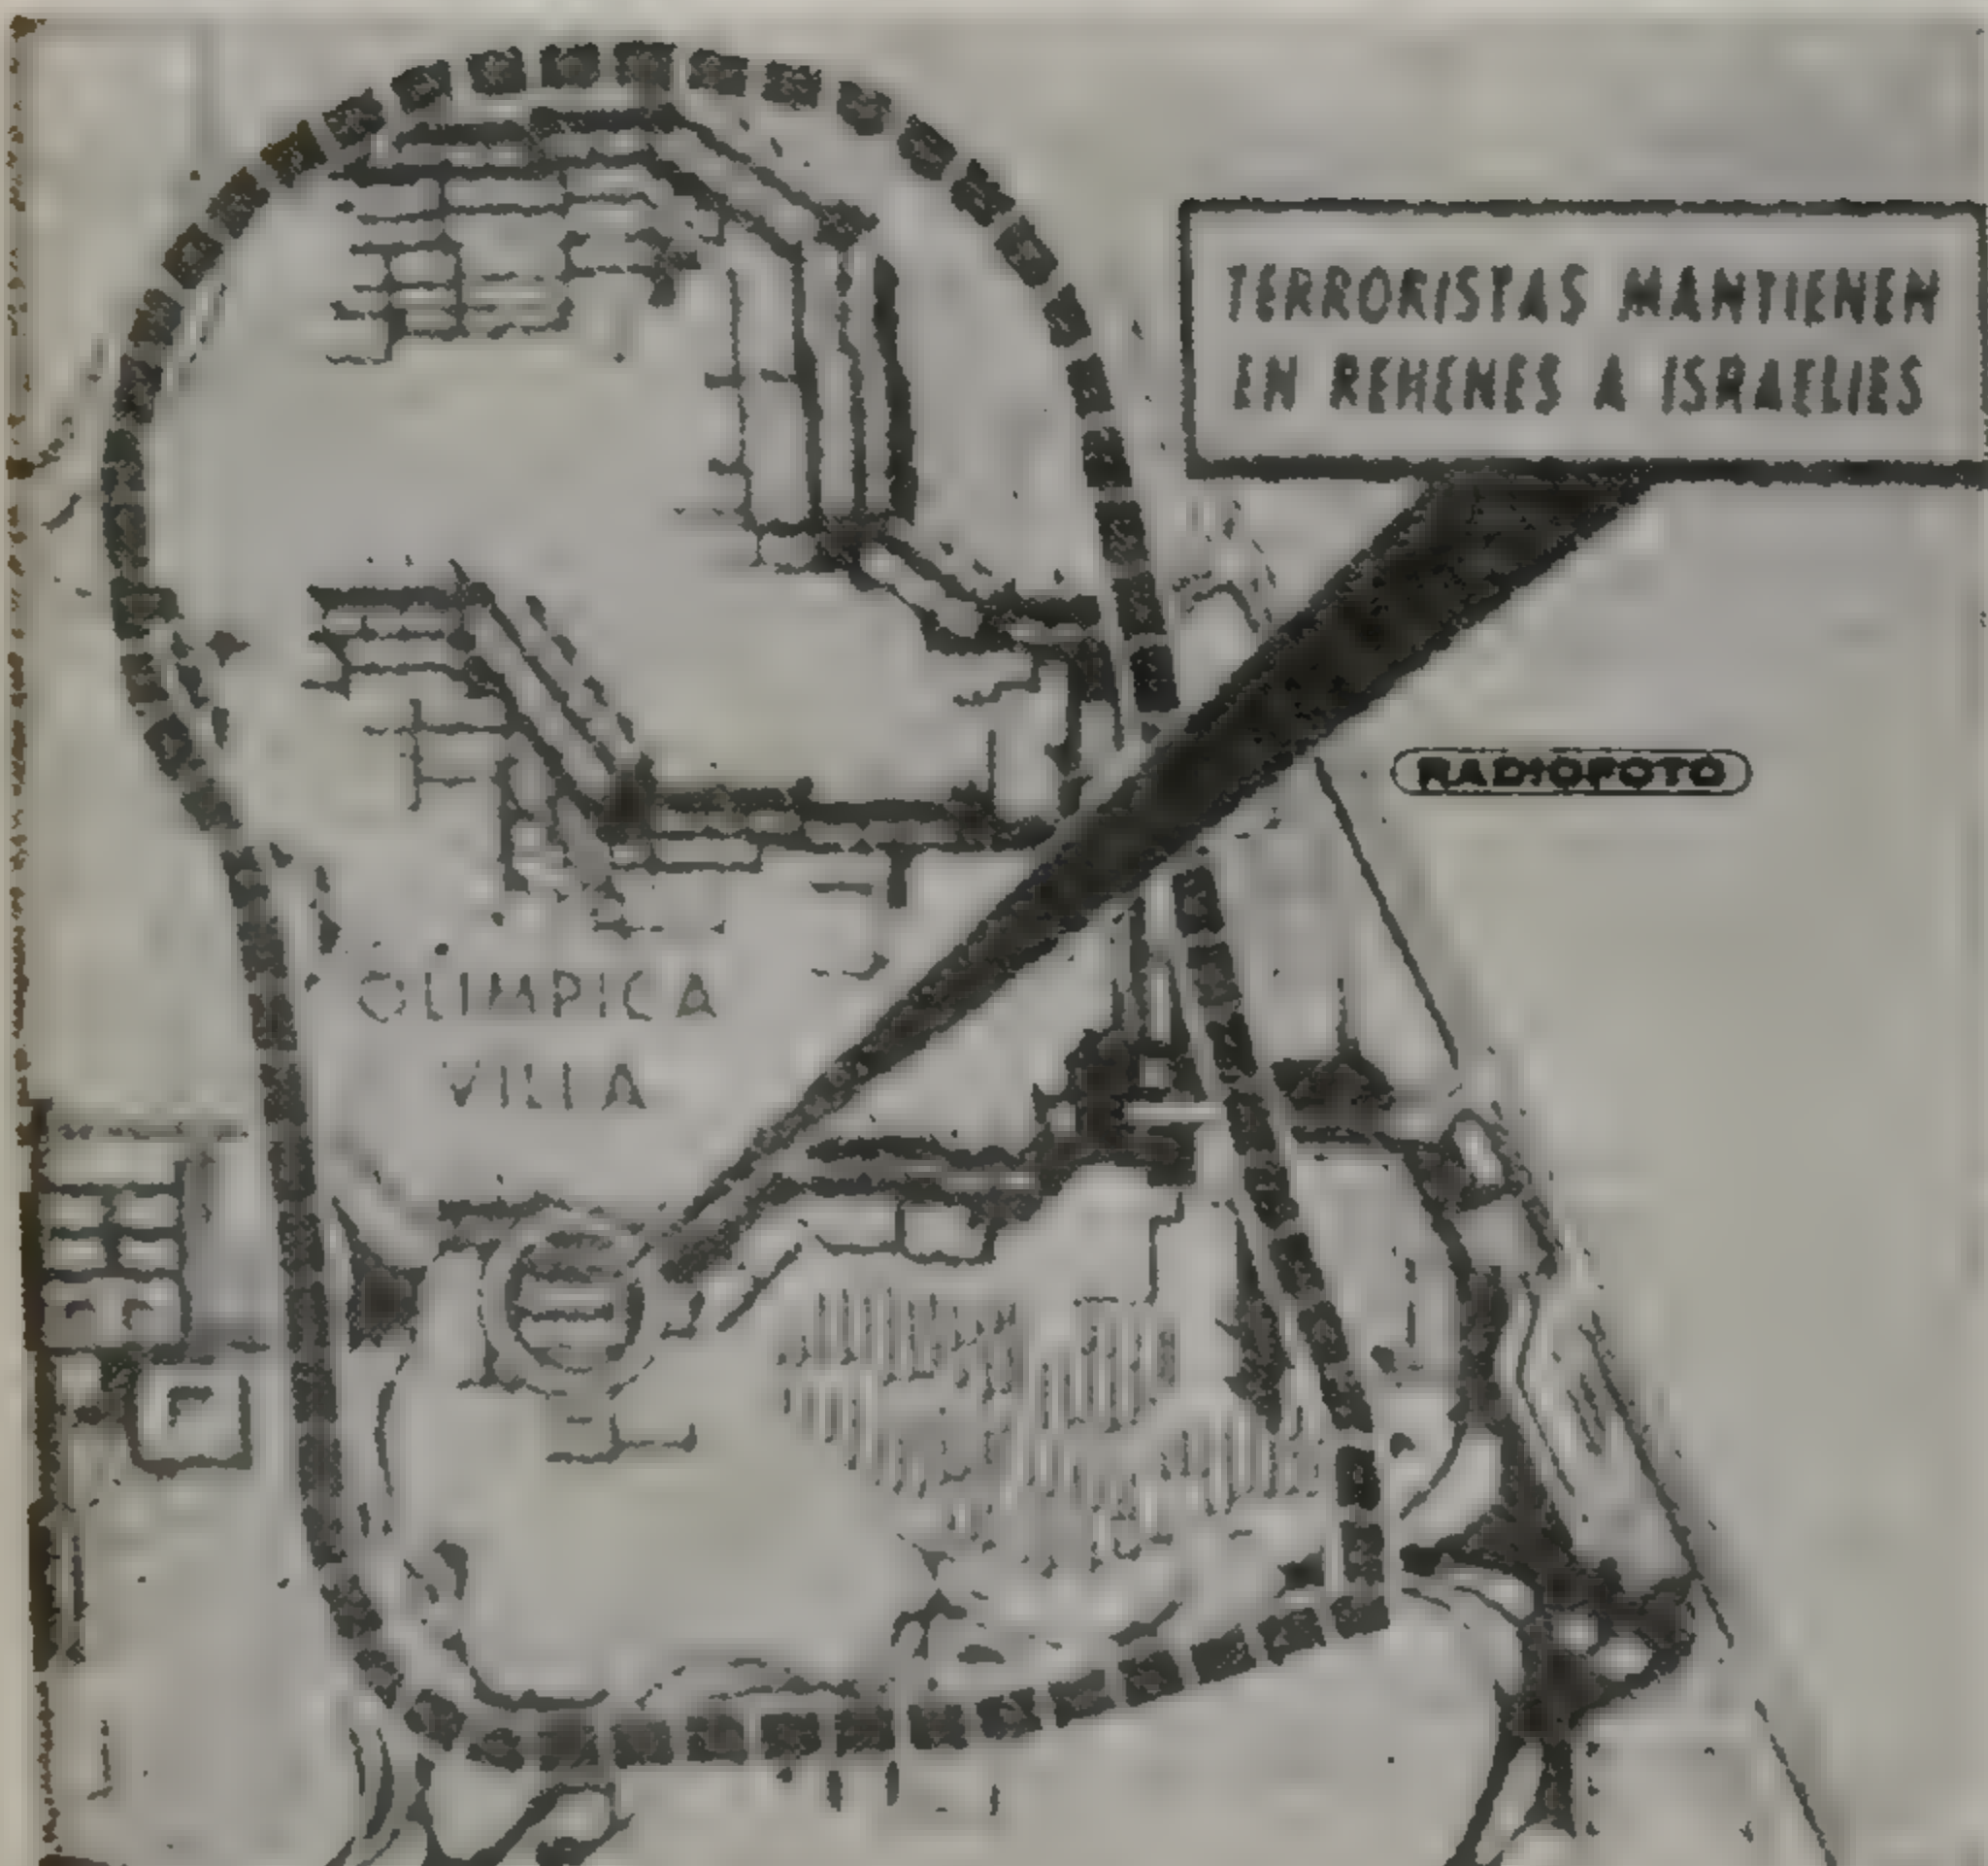 TERRORISTAS MANTIENEN
EN REHENES A ISRAELIES
RADIOFOTO
OLIMPICA
VILLA